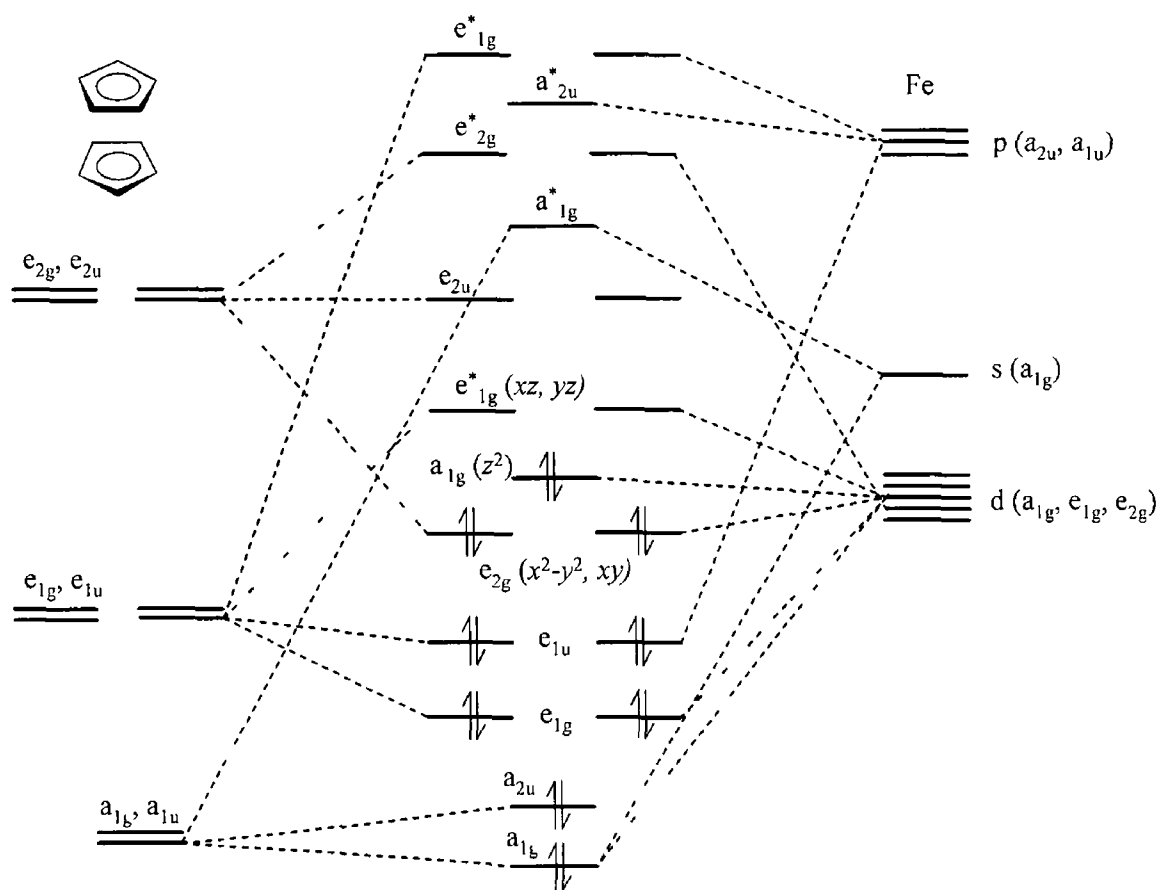 e*1g
a*2u
Fe
e*2g
p (a2u, a1u)
a*1g
e2g, e2u
e2u
s (a1g)
e*1g (xz, yz)
a1g (z2)
d (a1g, e1g, e2g)
e2g (x2-y2, xy)
e1g, e1u
e1u
e1g
a2u
a1g, a1u
a1g